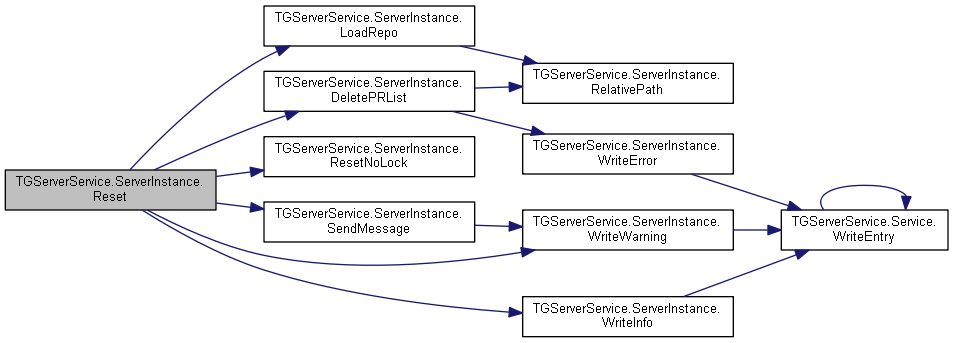 TGServerService.ServerInstance.
LoadRepo
TGServerService.ServerInstance.
RelativePath
TGServerService.ServerInstance.
DeletePRList
TGServerService.ServerInstance.
WriteError
TGServerService.ServerInstance.
ResetNoLock
TGServerService.ServerInstance.
Reset
TGServerService.ServerInstance.
SendMessage
TGServerService.ServerInstance.
WriteWarning
TGServerService.Service.
WriteEntry
TGServerService.ServerInstance.
WriteInfo